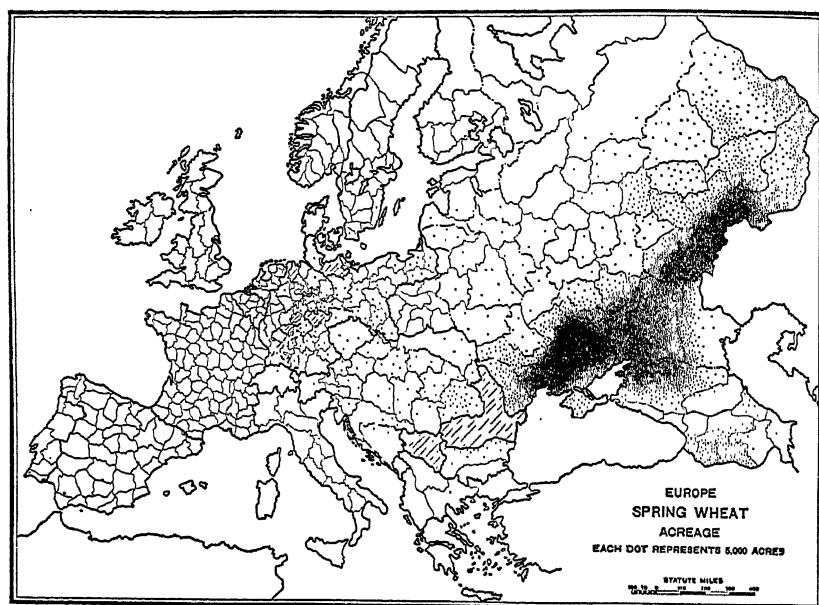 EUROPE
SPRING WHEAT
ACREAGE
EACH DOT REPRESENTS 5,000 ACRES
STATUTE MILES